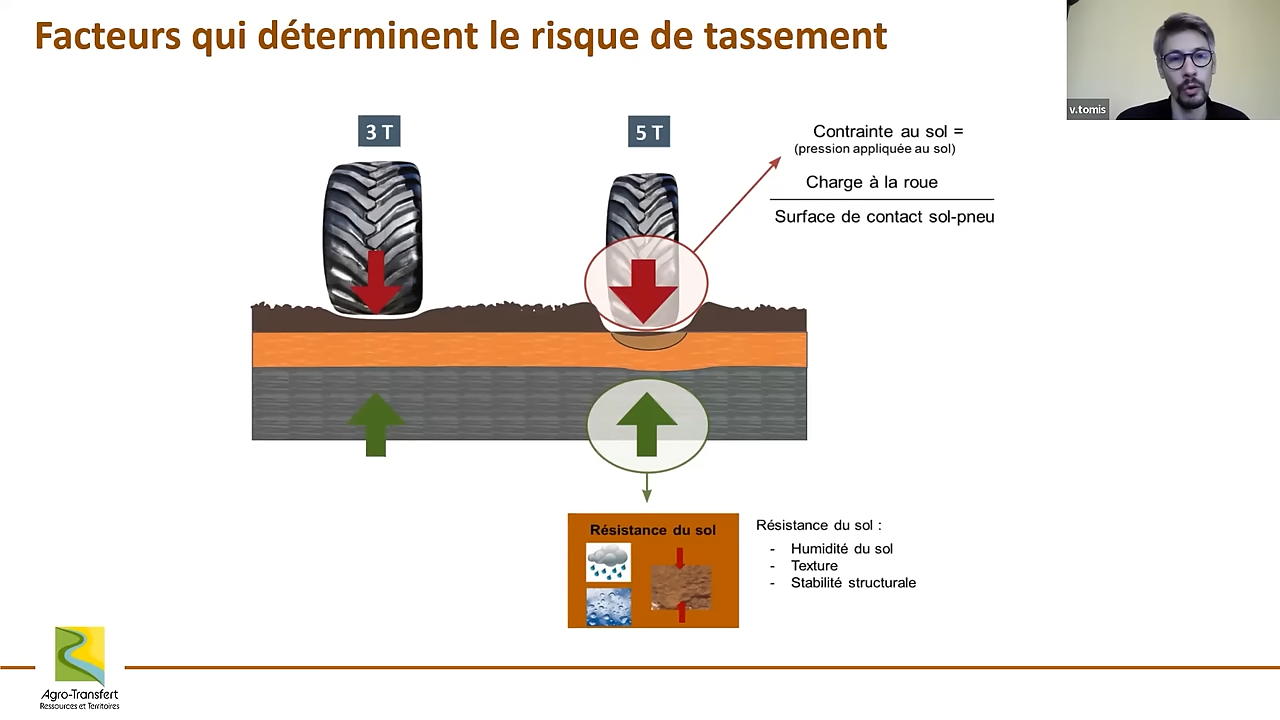 Facteurs qui déterminent le risque de tassement
v.tomis
3 T
5 T
Contrainte au sol =
(pression appliquée au sol)
Charge à la roue
Surface de contact sol-pneu
Résistance du sol
Résistance du sol :
- Humidité du sol
- Texture
- Stabilité structurale
Agro-Transfert
Ressources et Territoires